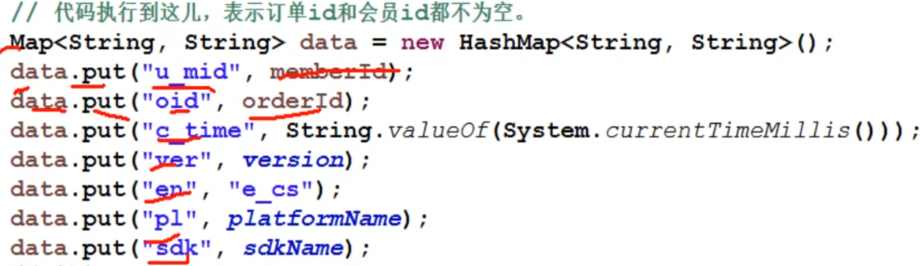 // 代码执行到这儿，表示订单id和会员id都不为空。
Map<String, String> data = new HashMap<String, String>();
data.put("u_mid", memberId);
data.put("oid", orderId);
data.put("c_time", String.valueOf(System.currentTimeMillis()));
data.put("ver", version);
data.put("en", "e_cs");
data.put("pl", platformName);
data.put("sdk", sdkName);